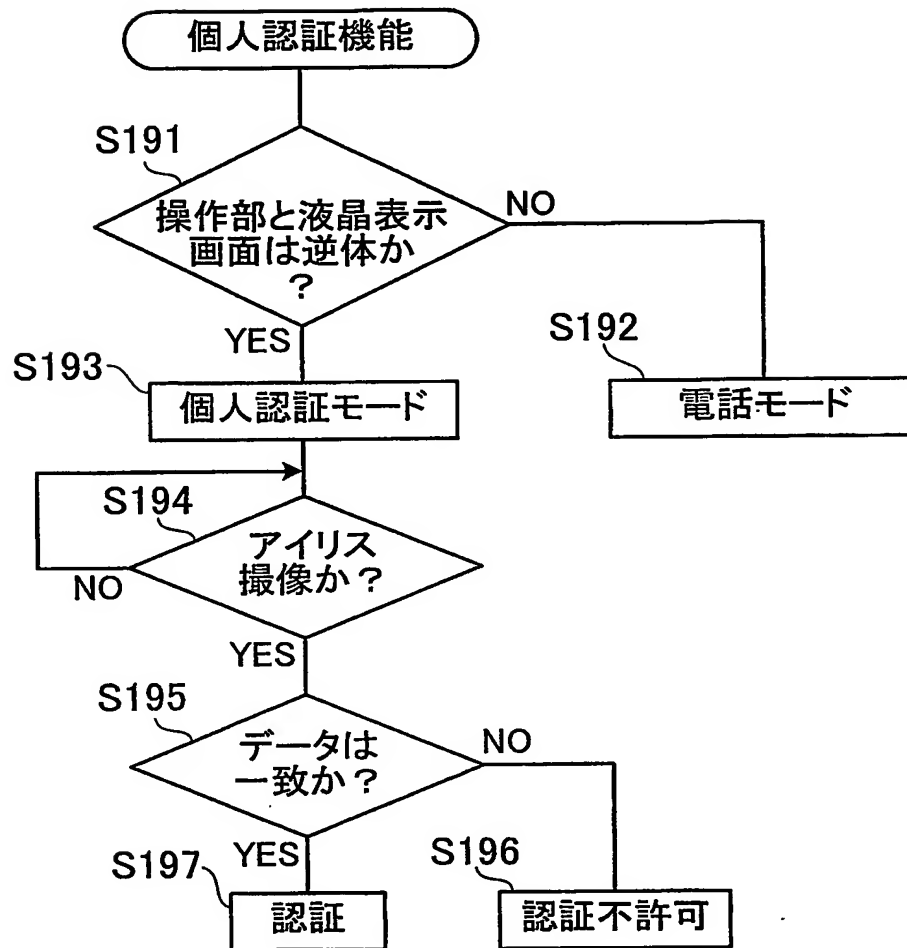 個人認証機能
S191
操作部と液晶表示
画面は逆体か
?
NO
YES
S192
電話モード
S193
個人認証モード
S194
アイリス
撮像か?
NO
YES
S195
データは
一致か?
NO
YES
S196
認証不許可
S197
認証